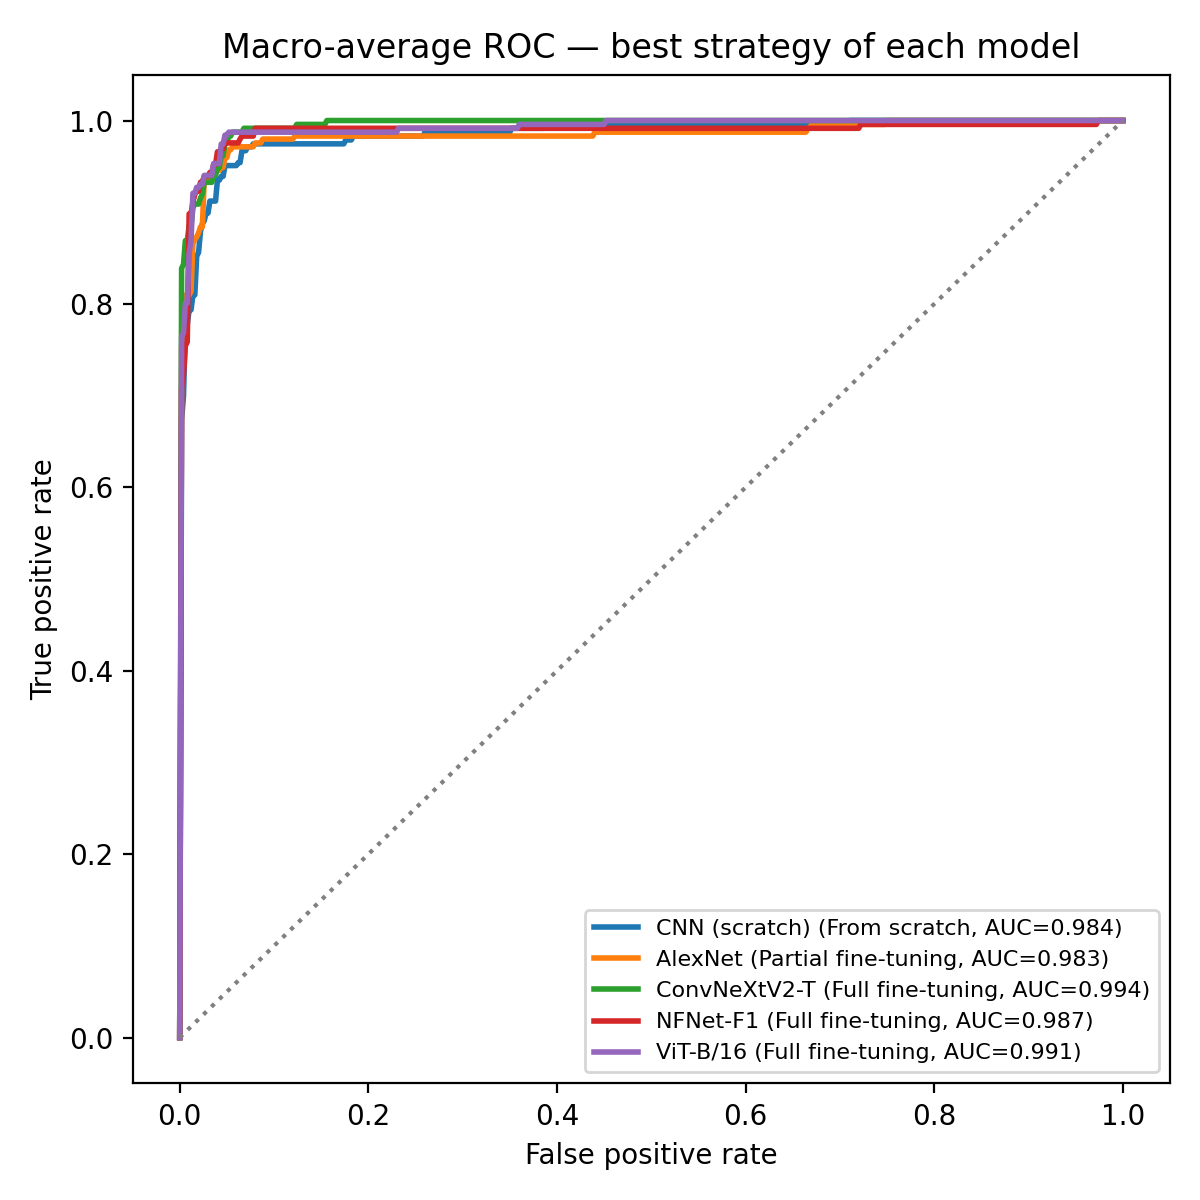 Macro-average ROC — best strategy of each model
True positive rate
1.0
0.8
0.6
0.4
0.2
0.0
0.0 0.2 0.4 0.6 0.8 1.0
False positive rate
CNN (scratch) (From scratch, AUC=0.984)
AlexNet (Partial fine-tuning, AUC=0.983)
ConvNeXtV2-T (Full fine-tuning, AUC=0.994)
NFNet-F1 (Full fine-tuning, AUC=0.987)
ViT-B/16 (Full fine-tuning, AUC=0.991)